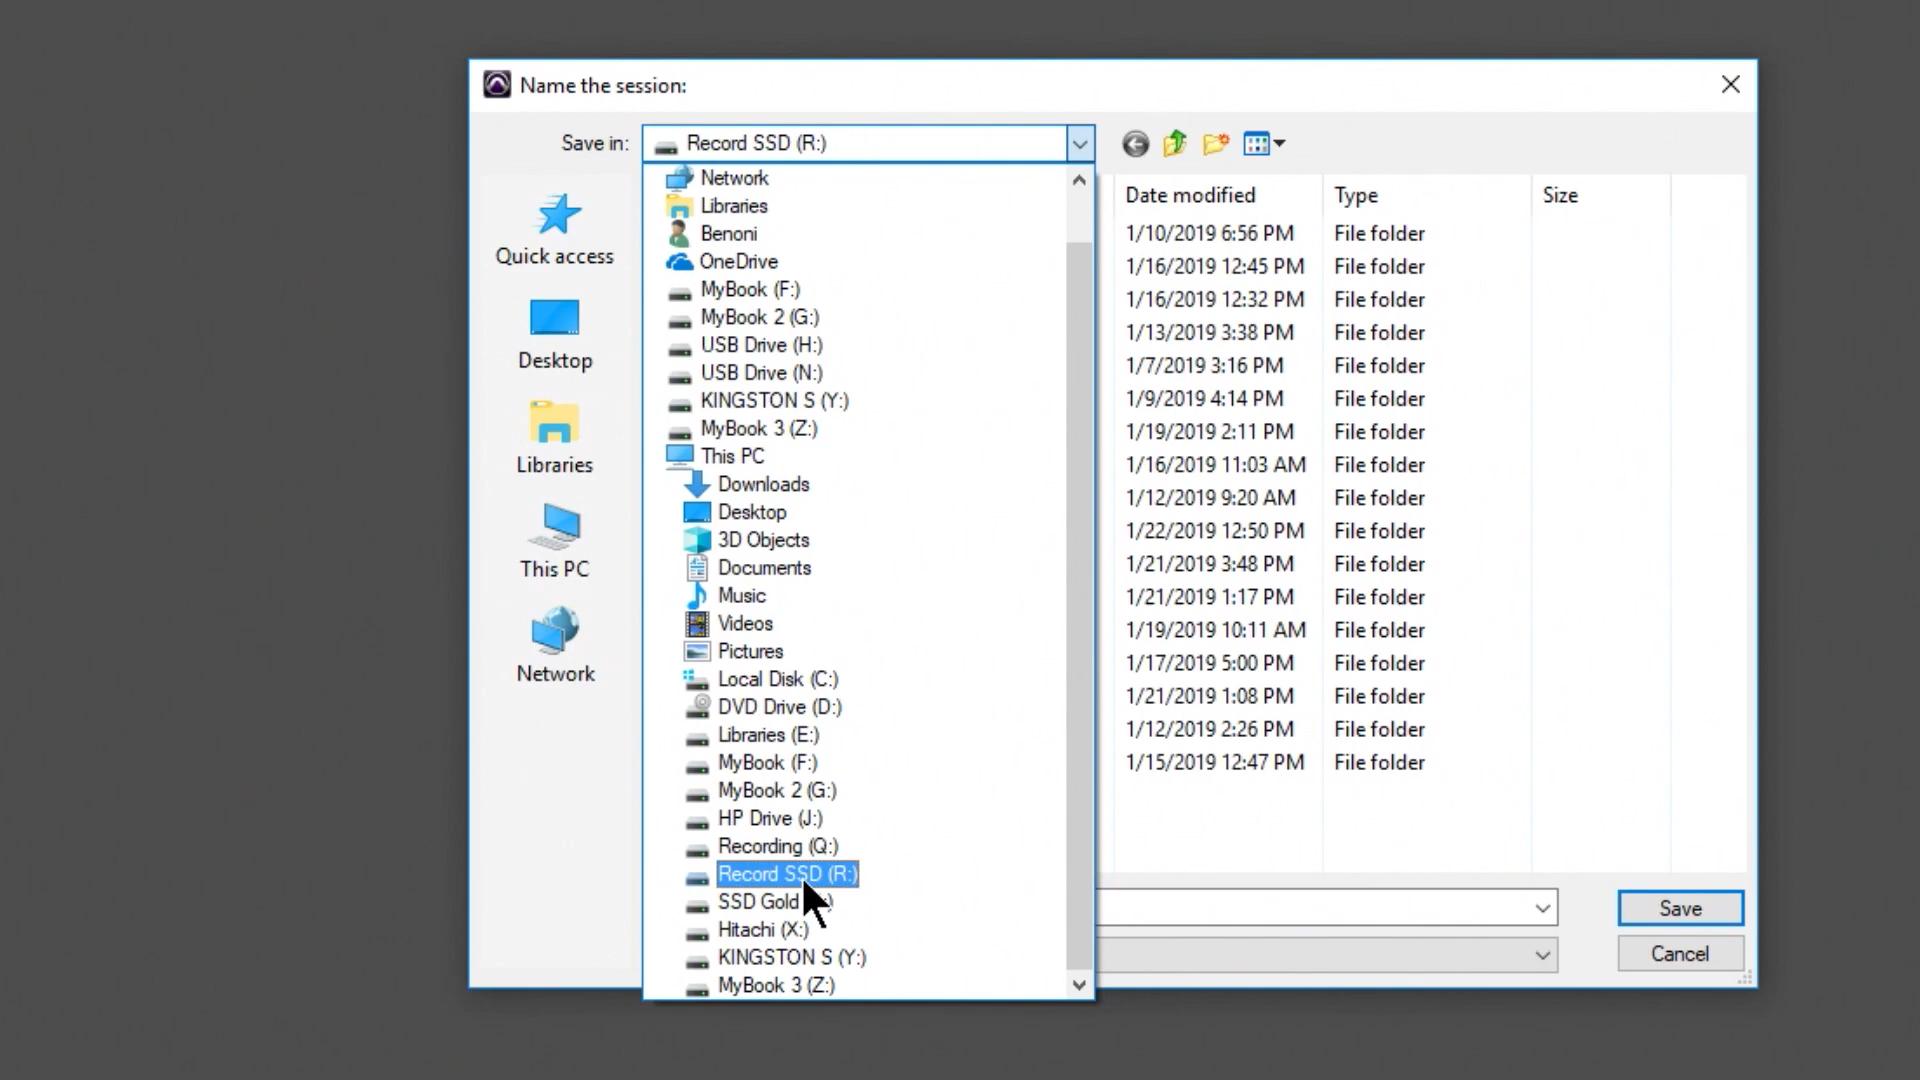 Name the session:
Save in:
Record SSD (R:)
Quick access
Desktop
Libraries
This PC
Network
Network
Libraries
Benoni
OneDrive
MyBook (F:)
MyBook 2 (G:)
USB Drive (H:)
USB Drive (N:)
KINGSTON S (Y:)
MyBook 3 (Z:)
This PC
Downloads
Desktop
3D Objects
Documents
Music
Videos
Pictures
Local Disk (C:)
DVD Drive (D:)
Libraries (E:)
MyBook (F:)
MyBook 2 (G:)
HP Drive (J:)
Recording (Q:)
Record SSD (R:)
SSD Gold
Hitachi (X:)
KINGSTON S (Y:)
MyBook 3 (Z:)
Date modified Type Size
1/10/2019 6:56 PM File folder
1/16/2019 12:45 PM File folder
1/16/2019 12:32 PM File folder
1/13/2019 3:38 PM File folder
1/7/2019 3:16 PM File folder
1/9/2019 4:14 PM File folder
1/19/2019 2:11 PM File folder
1/16/2019 11:03 AM File folder
1/12/2019 9:20 AM File folder
1/22/2019 12:50 PM File folder
1/21/2019 3:48 PM File folder
1/21/2019 1:17 PM File folder
1/19/2019 10:11 AM File folder
1/17/2019 5:00 PM File folder
1/21/2019 1:08 PM File folder
1/12/2019 2:26 PM File folder
1/15/2019 12:47 PM File folder
Save
Cancel